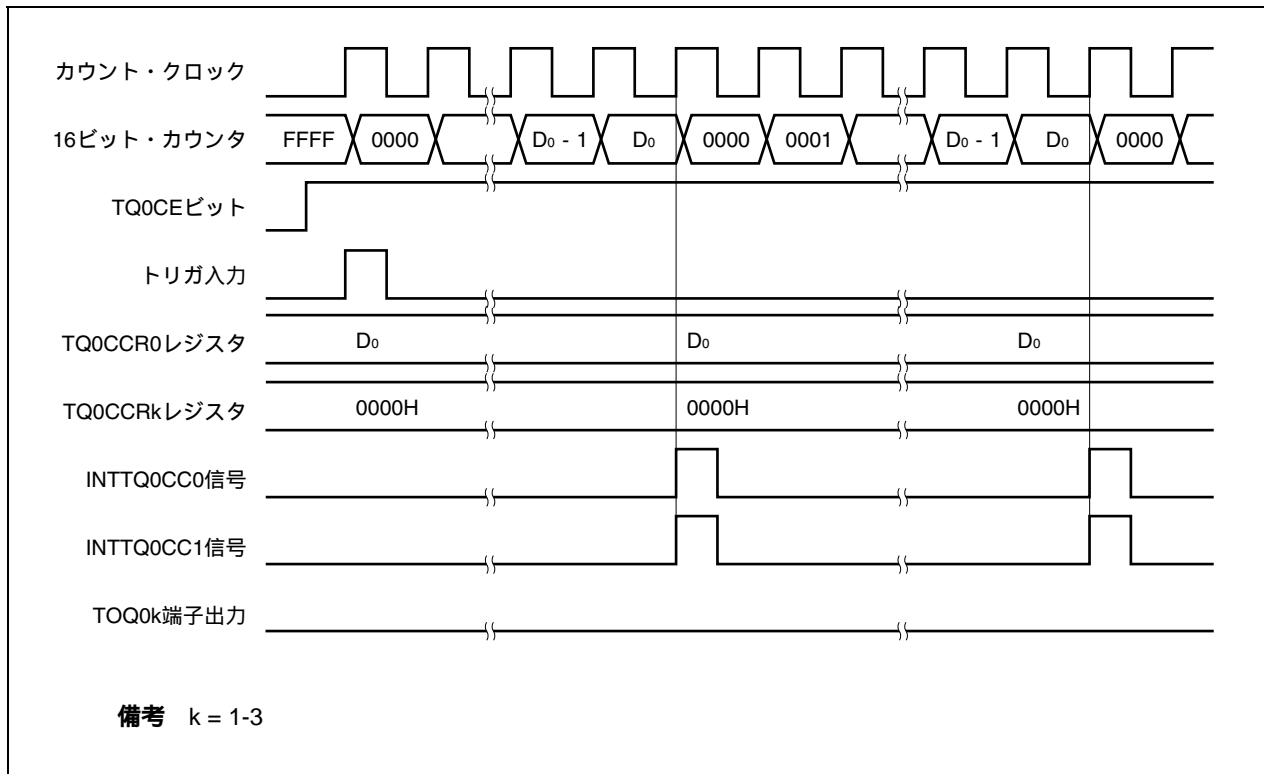 カウント・クロック
16ビット・カウンタ FFFF 0000 D₀ - 1 D₀ 0000 0001 D₀ - 1 D₀ 0000
TQ0CEビット
トリガ入力
TQ0CCR0レジスタ D₀ D₀ D₀
TQ0CCRkレジスタ 0000H 0000H 0000H
INTTQ0CC0信号
INTTQ0CC1信号
TOQ0k端子出力
備考 k = 1-3